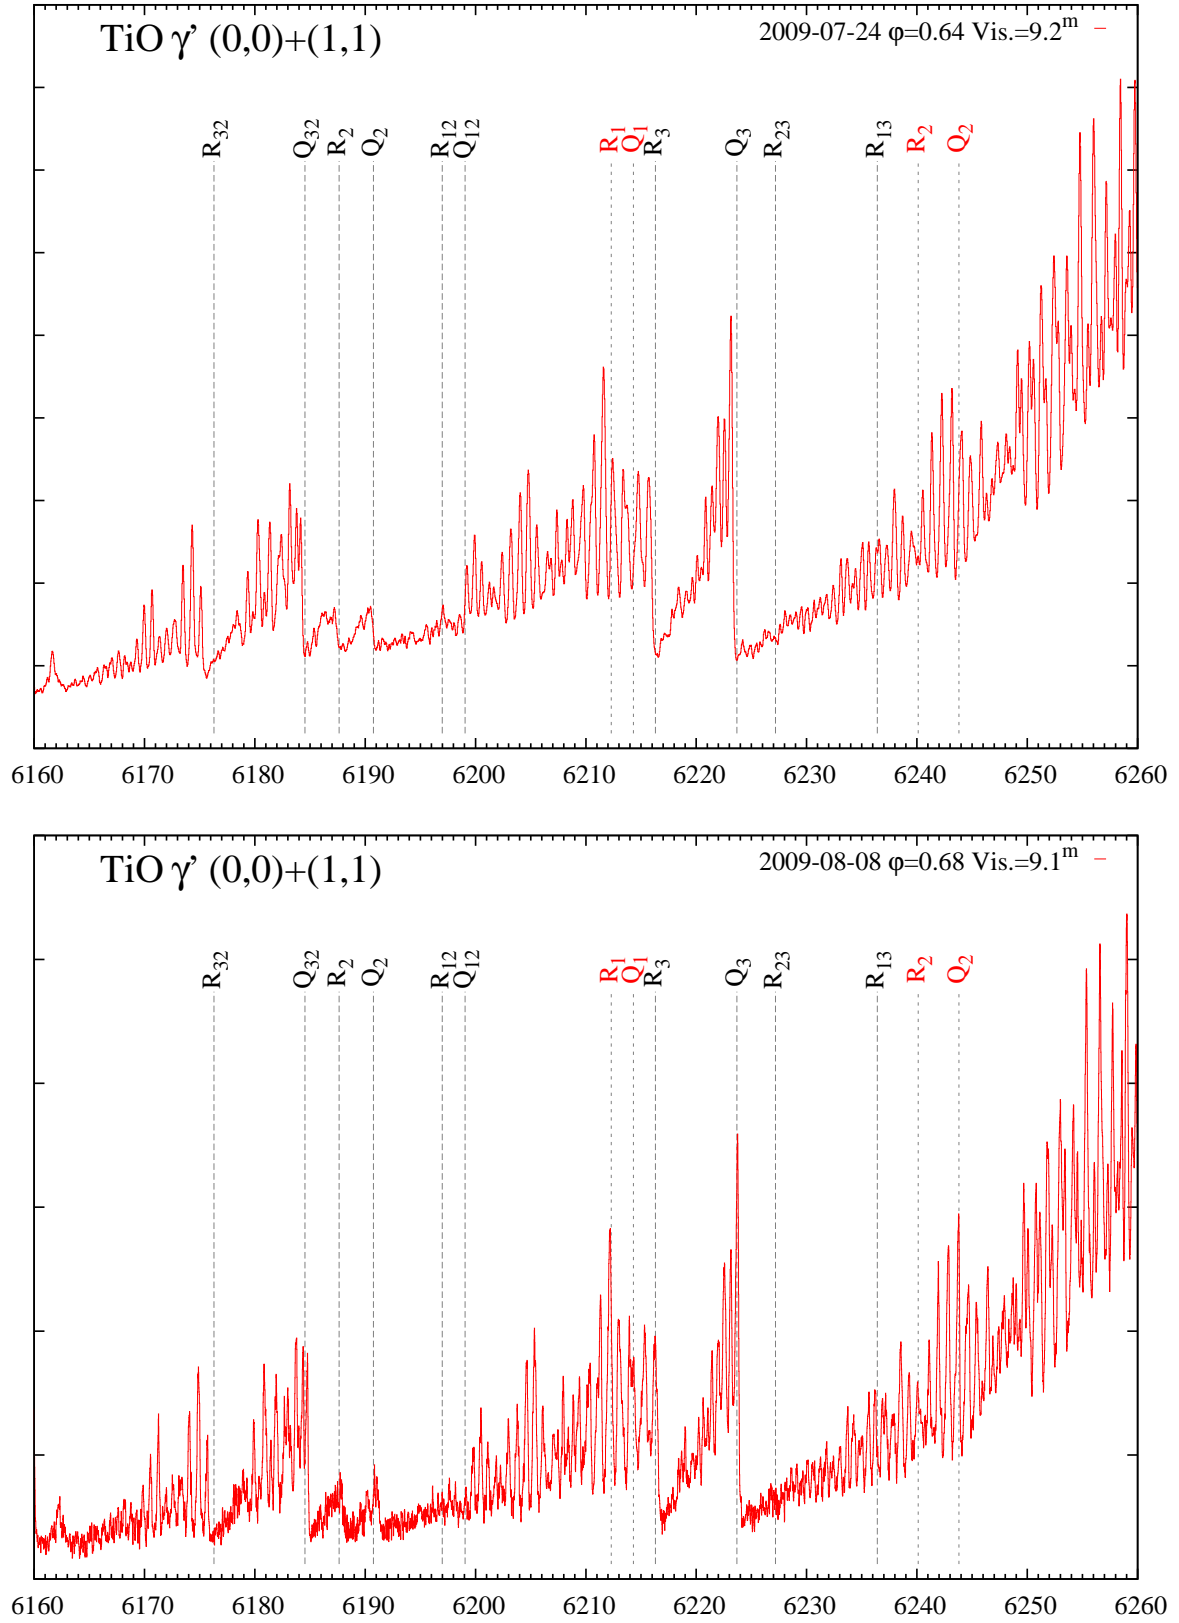 TiO γ’ (0,0)+(1,1)
2009-07-24 φ=0.64 Vis.=9.2m
R32 Q32 R2 Q2 R12 Q12 R1 Q1 R3 Q3 R23 R13 R2 Q2
6160 6170 6180 6190 6200 6210 6220 6230 6240 6250 6260
TiO γ’ (0,0)+(1,1)
2009-08-08 φ=0.68 Vis.=9.1m
R32 Q32 R2 Q2 R12 Q12 R1 Q1 R3 Q3 R23 R13 R2 Q2
6160 6170 6180 6190 6200 6210 6220 6230 6240 6250 6260